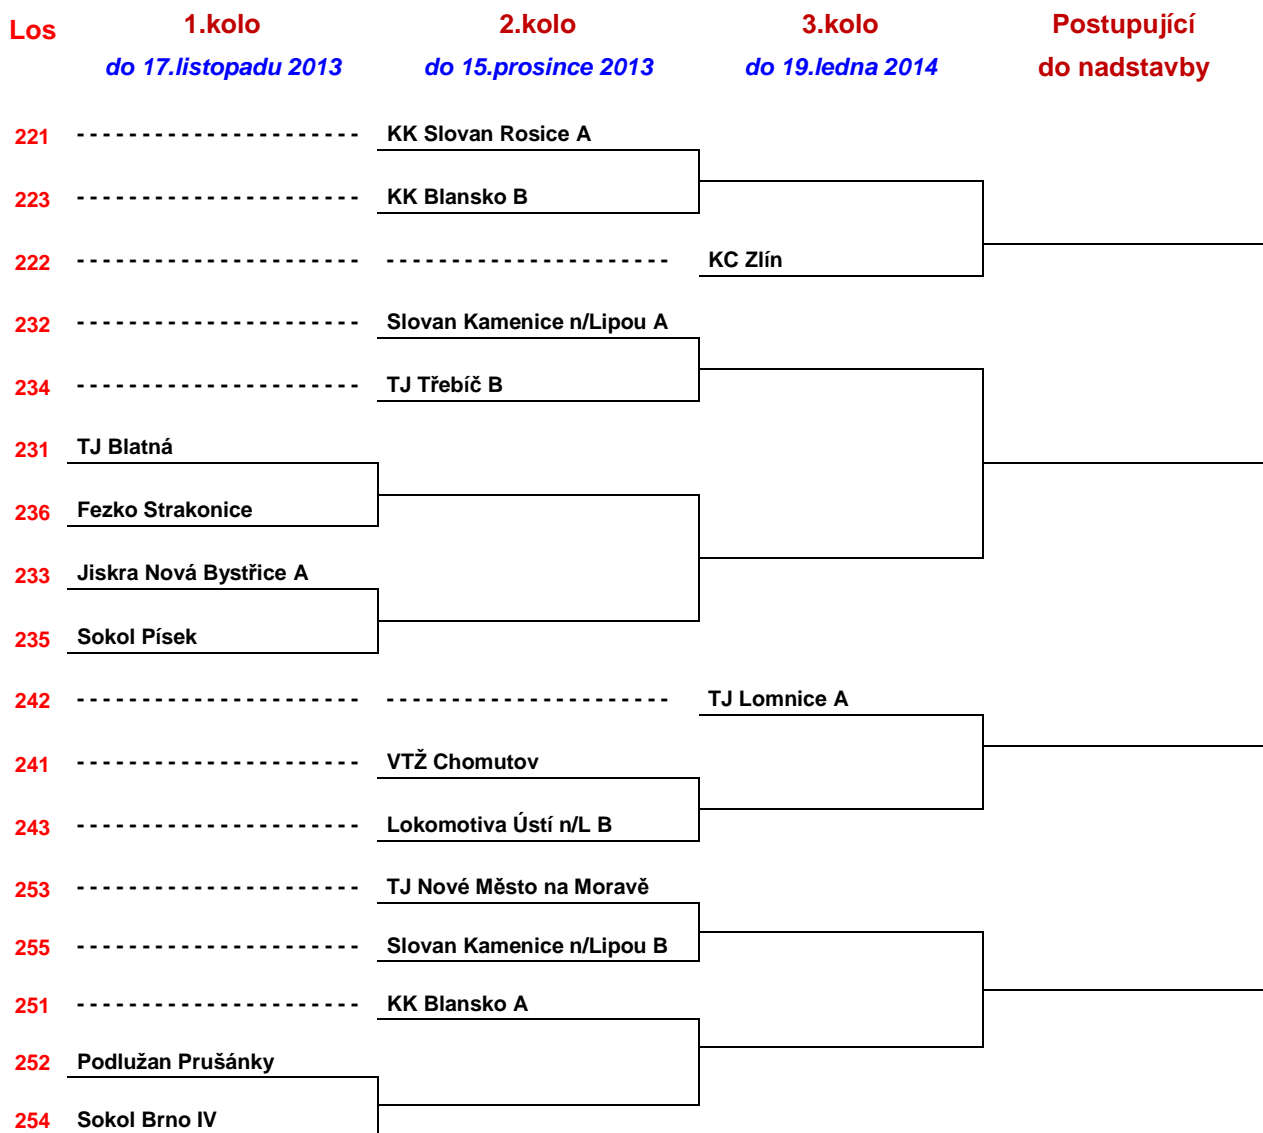 Los 1.kolo 2.kolo 3.kolo Postupující
do 17.listopadu 2013 do 15.prosince 2013 do 19.ledna 2014 do nadstavby
221 KK Slovan Rosice A
223 KK Blansko B
222 KC Zlín
232 Slovan Kamenice n/Lipou A
234 TJ Třebíč B
231 TJ Blatná
236 Fezko Strakonice
233 Jiskra Nová Bystřice A
235 Sokol Písek
242 TJ Lomnice A
241 VTŽ Chomutov
243 Lokomotiva Ústí n/L B
253 TJ Nové Město na Moravě
255 Slovan Kamenice n/Lipou B
251 KK Blansko A
252 Podlužan Prušánky
254 Sokol Brno IV